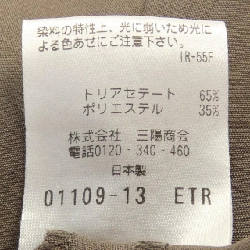 染料の特性上、光に弱いため光に
よる色あせにご注意下さい。
IR-55F
トリアセテート 65%
ポリエステル 35%
株式会社 三陽商会
電話0120-340-460
日本製
01109-13 ETR